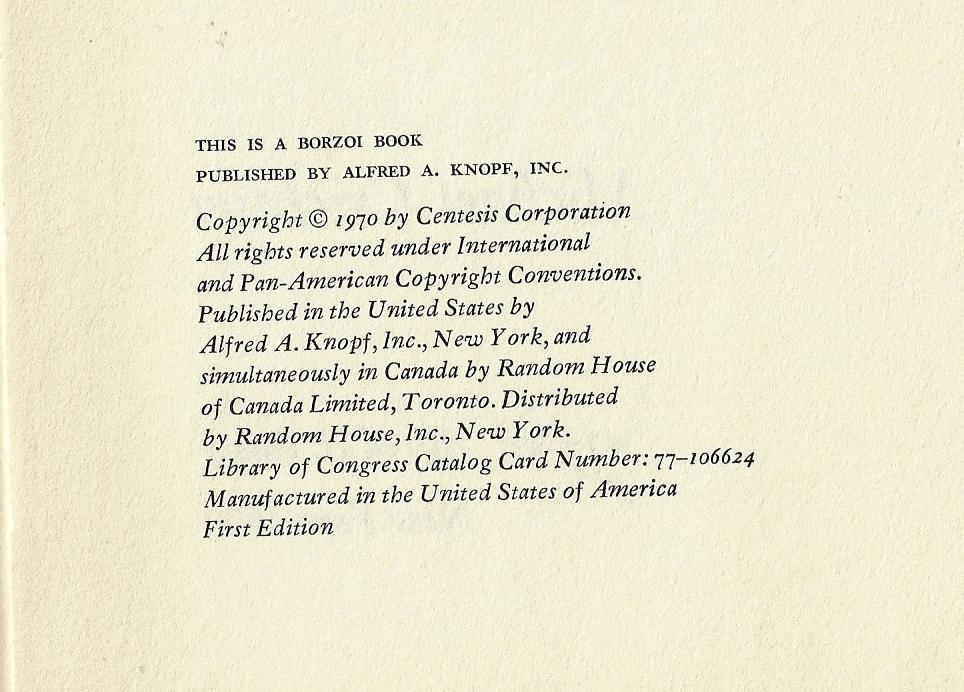 THIS IS A BORZOI BOOK
PUBLISHED BY ALFRED A. KNOPF, INC.
Copyright © 1970 by Centesis Corporation
All rights reserved under International
and Pan-American Copyright Conventions.
Published in the United States by
Alfred A. Knopf, Inc., New York, and
simultaneously in Canada by Random House
of Canada Limited, Toronto. Distributed
by Random House, Inc., New York.
Library of Congress Catalog Card Number: 77–106624
Manufactured in the United States of America
First Edition